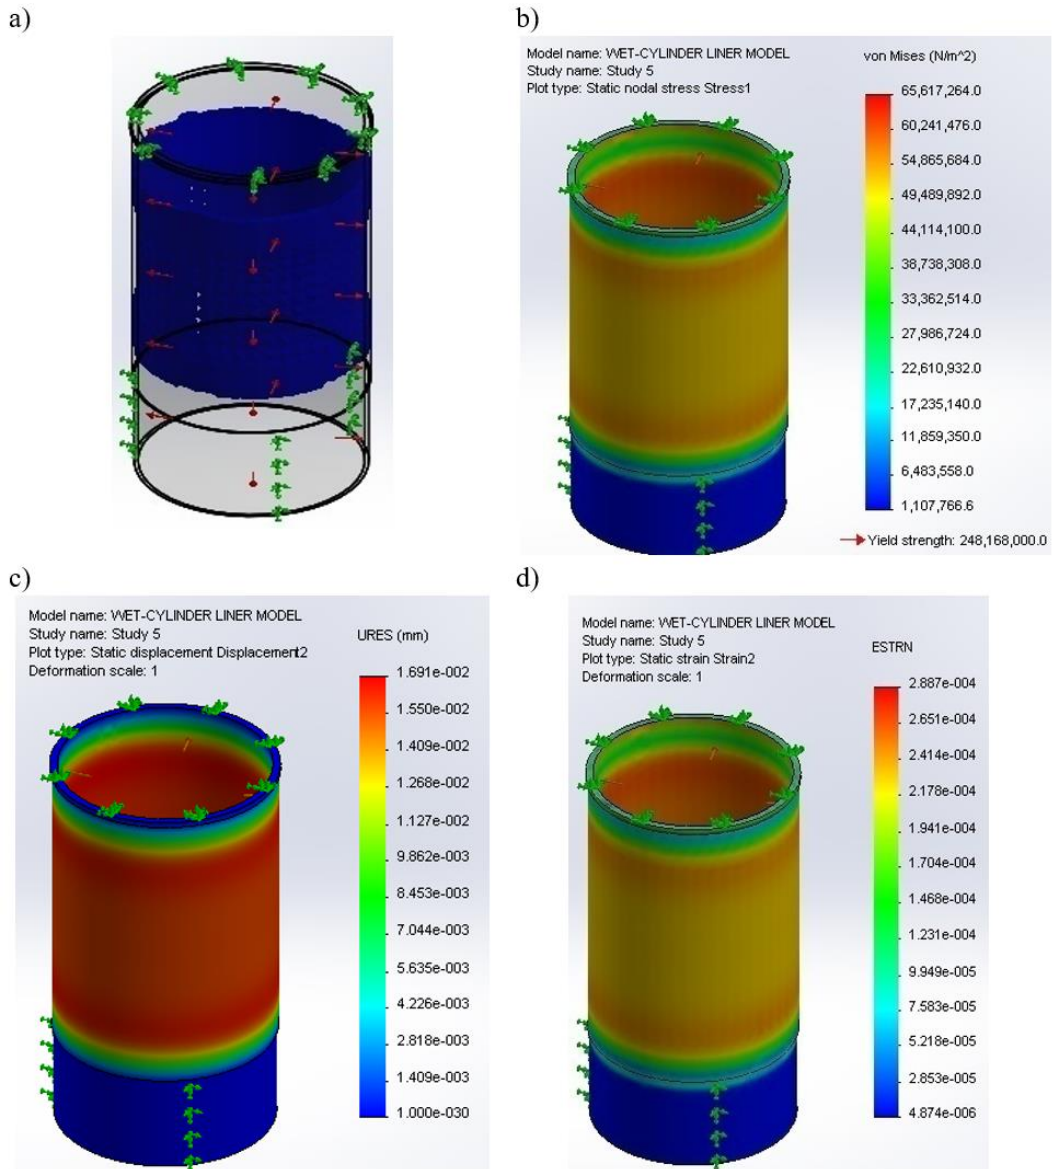 a)
b)
Model name: WET-CYLINDER LINER MODEL
Study name: Study 5
Plot type: Static nodal stress Stress1
von Mises (N/m^2)
65,617,264.0
60,241,476.0
54,865,684.0
49,489,892.0
44,114,100.0
38,738,308.0
33,362,514.0
27,986,724.0
22,610,932.0
17,235,140.0
11,859,350.0
6,483,558.0
1,107,766.6
Yield strength: 248,168,000.0
c)
Model name: WET-CYLINDER LINER MODEL
Study name: Study 5
Plot type: Static displacement Displacement2
Deformation scale: 1
URES (mm)
1.691e-002
1.550e-002
1.409e-002
1.268e-002
1.127e-002
9.862e-003
8.453e-003
7.044e-003
5.635e-003
4.226e-003
2.818e-003
1.409e-003
1.000e-030
d)
Model name: WET-CYLINDER LINER MODEL
Study name: Study 5
Plot type: Static strain Strain2
Deformation scale: 1
ESTRN
2.887e-004
2.651e-004
2.414e-004
2.178e-004
1.941e-004
1.704e-004
1.468e-004
1.231e-004
9.949e-005
7.583e-005
5.218e-005
2.853e-005
4.874e-006